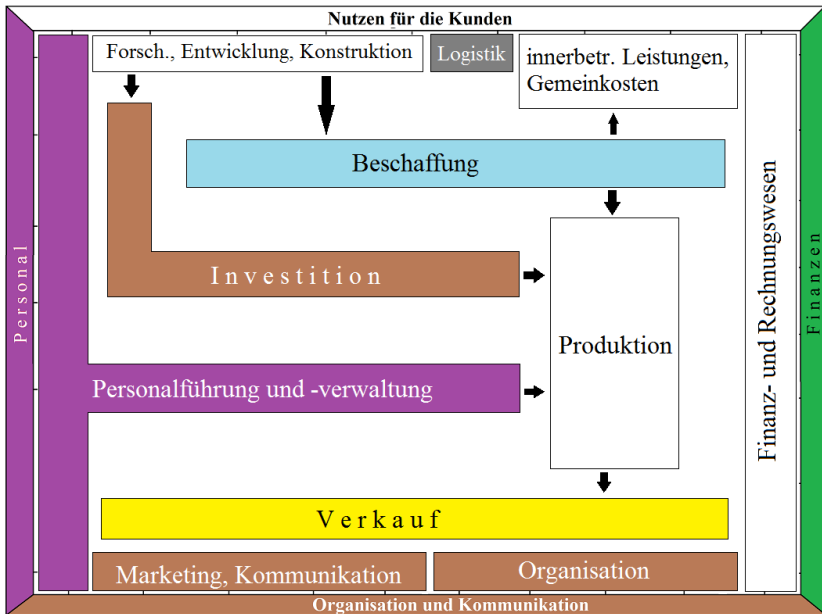 Nutzen für die Kunden
Forsch., Entwicklung, Konstruktion
Logistik
innerbetr. Leistungen,
Gemeinkosten
Beschaffung
Investition
Personal
Produktion
Finanz- und Rechnungswesen
Finanzen
Personalführung und -verwaltung
Verkauf
Marketing, Kommunikation
Organisation
Organisation und Kommunikation